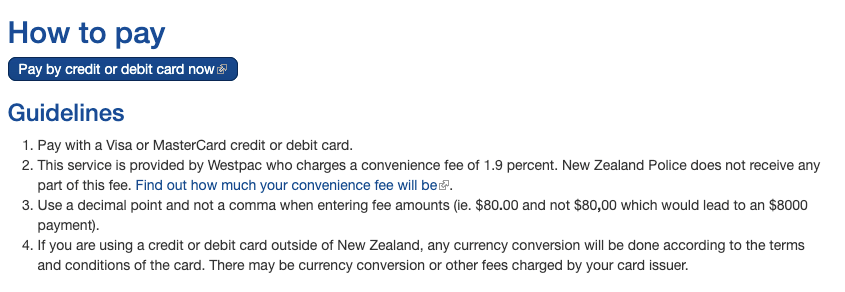 How to pay
Pay by credit or debit card now
Guidelines
1. Pay with a Visa or MasterCard credit or debit card.
2. This service is provided by Westpac who charges a convenience fee of 1.9 percent. New Zealand Police does not receive any
part of this fee. Find out how much your convenience fee will be.
3. Use a decimal point and not a comma when entering fee amounts (ie. $80.00 and not $80,00 which would lead to an $8000
payment).
4. If you are using a credit or debit card outside of New Zealand, any currency conversion will be done according to the terms
and conditions of the card. There may be currency conversion or other fees charged by your card issuer.